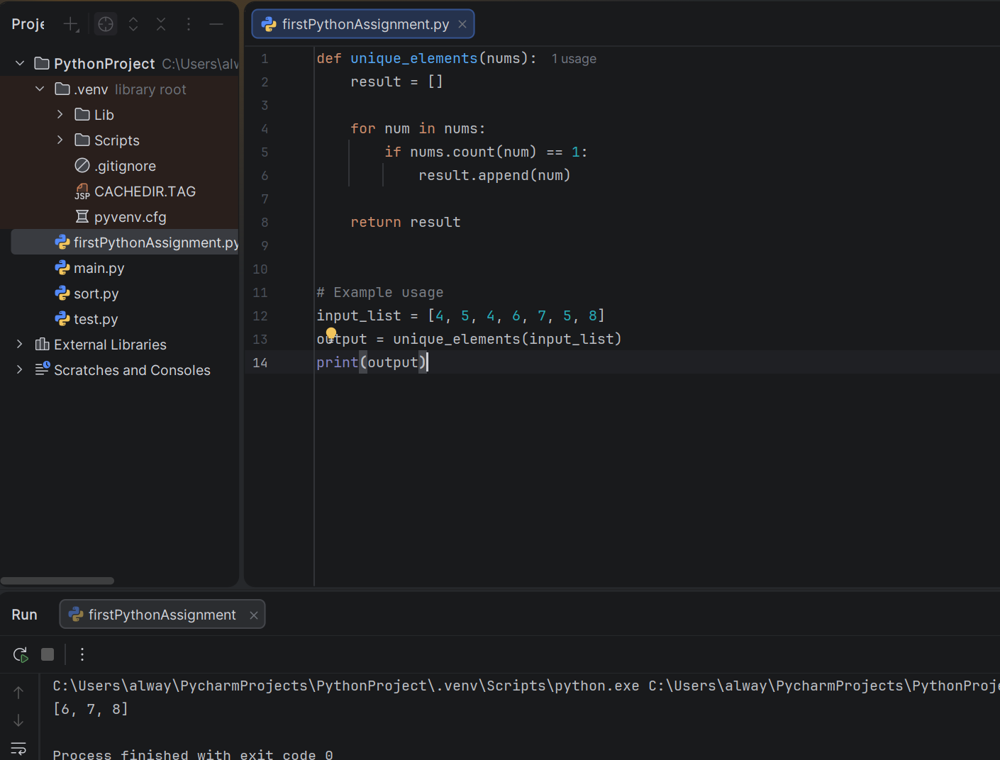 Proje
PythonProject C:\Users\alw
.venv library root
Lib
Scripts
.gitignore
JSP CACHEDIR.TAG
pyvenv.cfg
firstPythonAssignment.py
main.py
sort.py
test.py
External Libraries
Scratches and Consoles
firstPythonAssignment.py
1 def unique_elements(nums): 1 usage
2 result = []
3
4 for num in nums:
5 if nums.count(num) == 1:
6 result.append(num)
7
8 return result
9
10
11 # Example usage
12 input_list = [4, 5, 4, 6, 7, 5, 8]
13 output = unique_elements(input_list)
14 print(output)
Run firstPythonAssignment
C:\Users\alway\PycharmProjects\PythonProject\.venv\Scripts\python.exe C:\Users\alway\PycharmProjects\PythonProje
[6, 7, 8]
Process finished with exit code 0